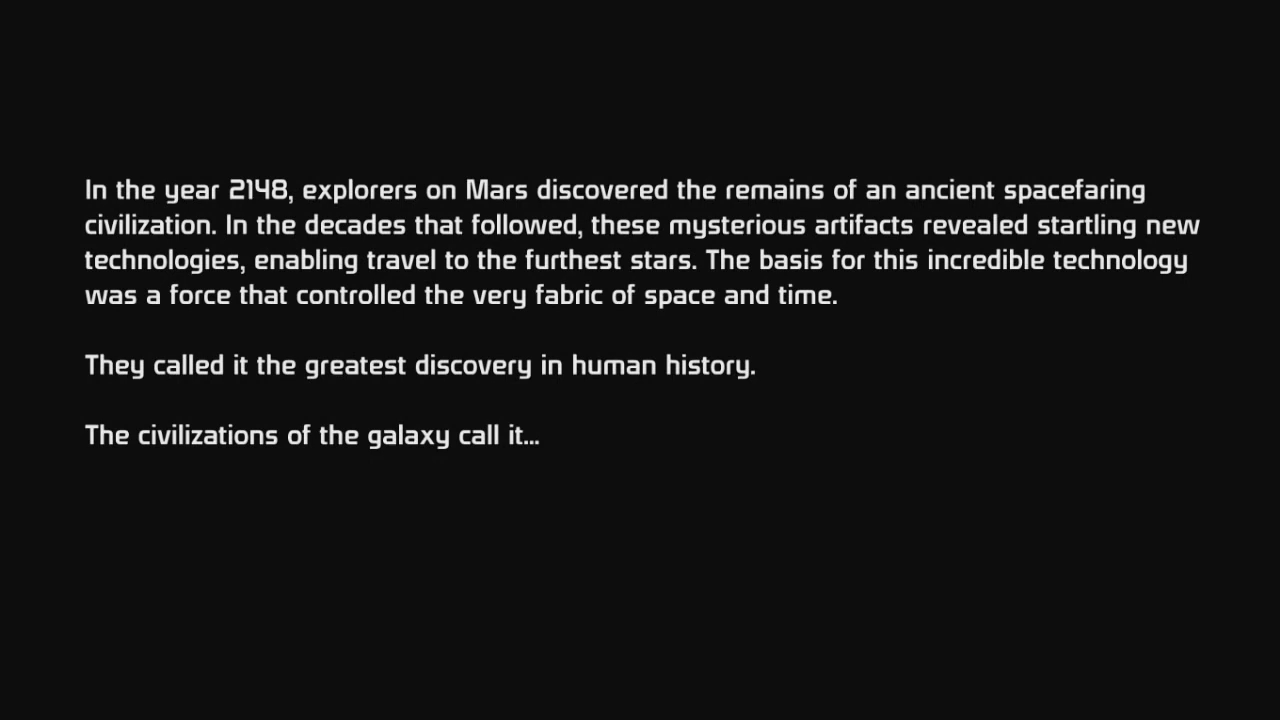 In the year 2148, explorers on Mars discovered the remains of an ancient spacefaring
civilization. In the decades that followed, these mysterious artifacts revealed startling new
technologies, enabling travel to the furthest stars. The basis for this incredible technology
was a force that controlled the very fabric of space and time.
They called it the greatest discovery in human history.
The civilizations of the galaxy call it...